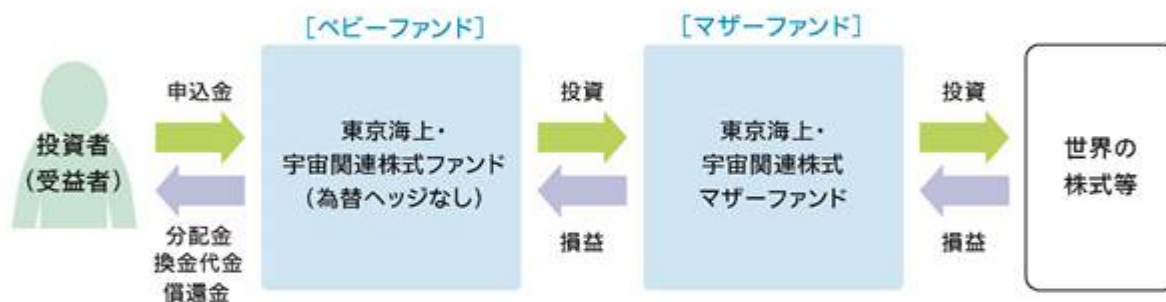 [ベビーファンド]
[マザーファンド]
投資者
(受益者)
申込金
分配金
換金代金
償還金
東京海上・
宇宙関連株式ファンド
(為替ヘッジなし)
投資
損益
東京海上・
宇宙関連株式
マザーファンド
投資
損益
世界の
株式等